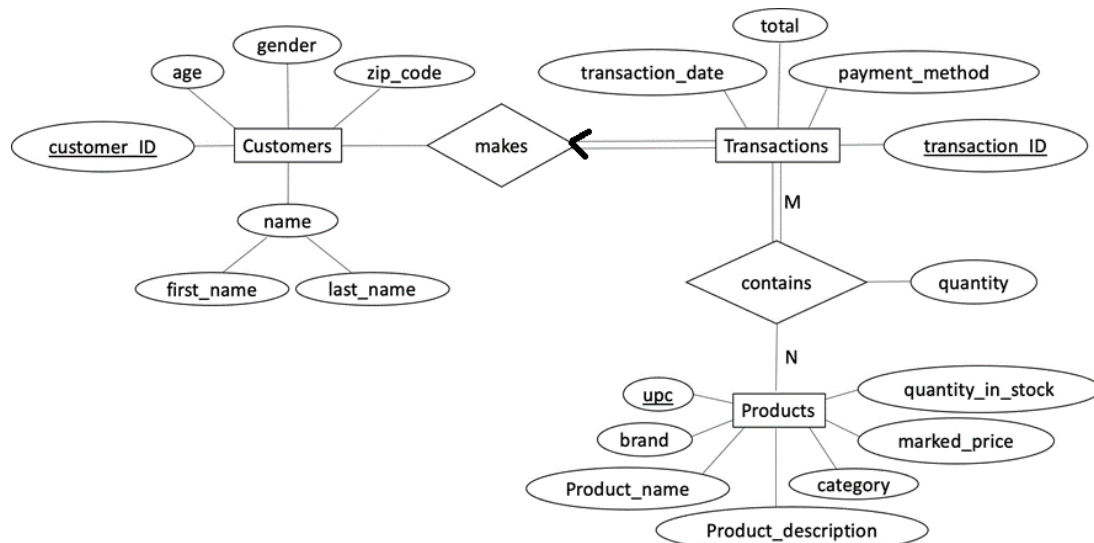 total
gender
age
zip_code
transaction_date
payment_method
customer_ID
Customers
makes
Transactions
transaction_ID
M
name
first_name
last_name
contains
quantity
N
upc
quantity_in_stock
Products
brand
marked_price
Product_name
category
Product_description